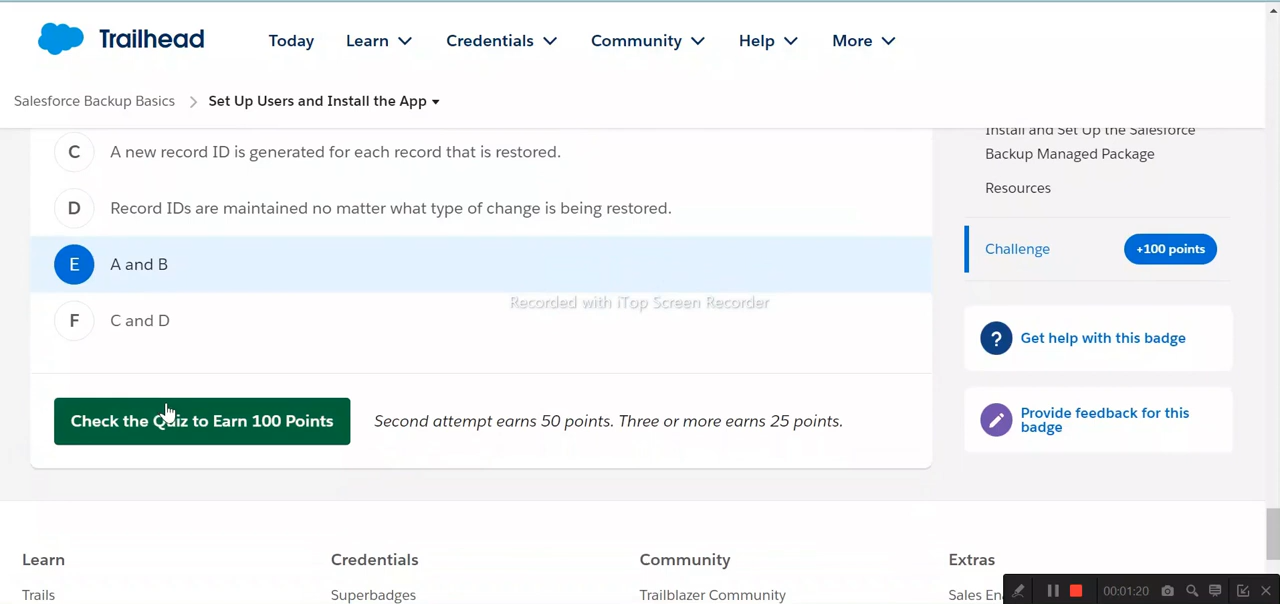 Trailhead
Today Learn Credentials Community Help More
Salesforce Backup Basics > Set Up Users and Install the App
C A new record ID is generated for each record that is restored.
D Record IDs are maintained no matter what type of change is being restored.
E A and B
F C and D
Recorded with iTop Screen Recorder
Check the Quiz to Earn 100 Points
Second attempt earns 50 points. Three or more earns 25 points.
Install and Set Up the Salesforce
Backup Managed Package
Resources
Challenge +100 points
? Get help with this badge
Provide feedback for this
badge
Learn Credentials Community Extras
Trails Superbadges Trailblazer Community Sales En
00:01:20